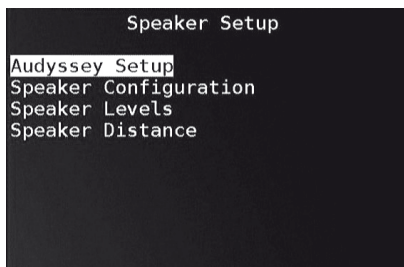 Speaker Setup
Audyssey Setup
Speaker Configuration
Speaker Levels
Speaker Distance